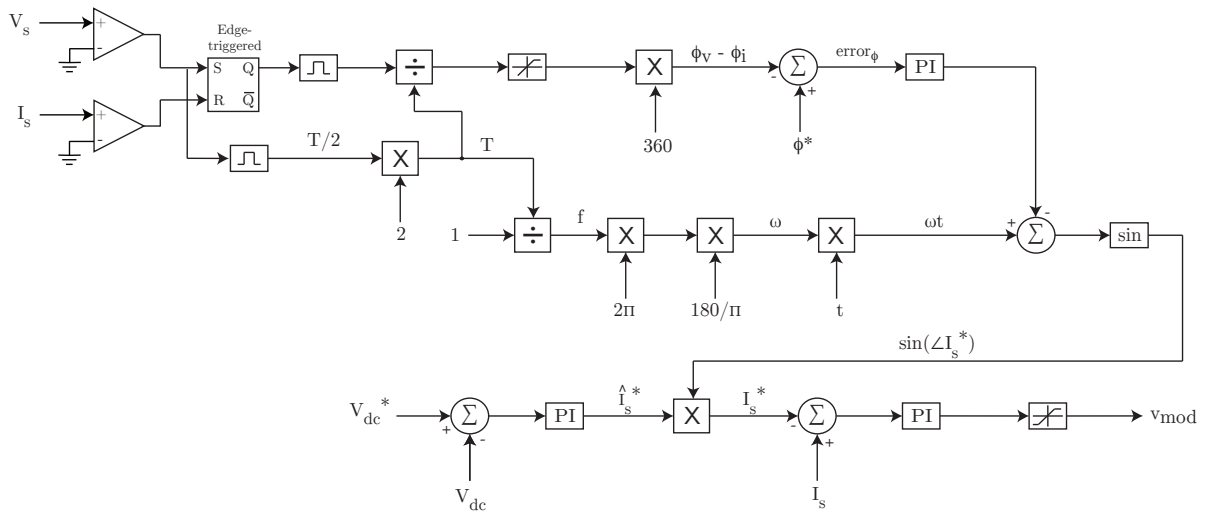 V_s
+
-
I_s
+
-
Edge-
triggered
S Q
R Q̅
÷
X
360
ϕ_v - ϕ_i
Σ
-
+
ϕ*
error_ϕ
PI
T/2
X
2
T
1
÷
f
X
2π
X
180/π
ω
X
t
ωt
+
-
Σ
sin
sin(∠I_s*)
V_dc*
+
Σ
-
V_dc
PI
Î_s*
X
I_s*
-
Σ
+
I_s
PI
v_mod